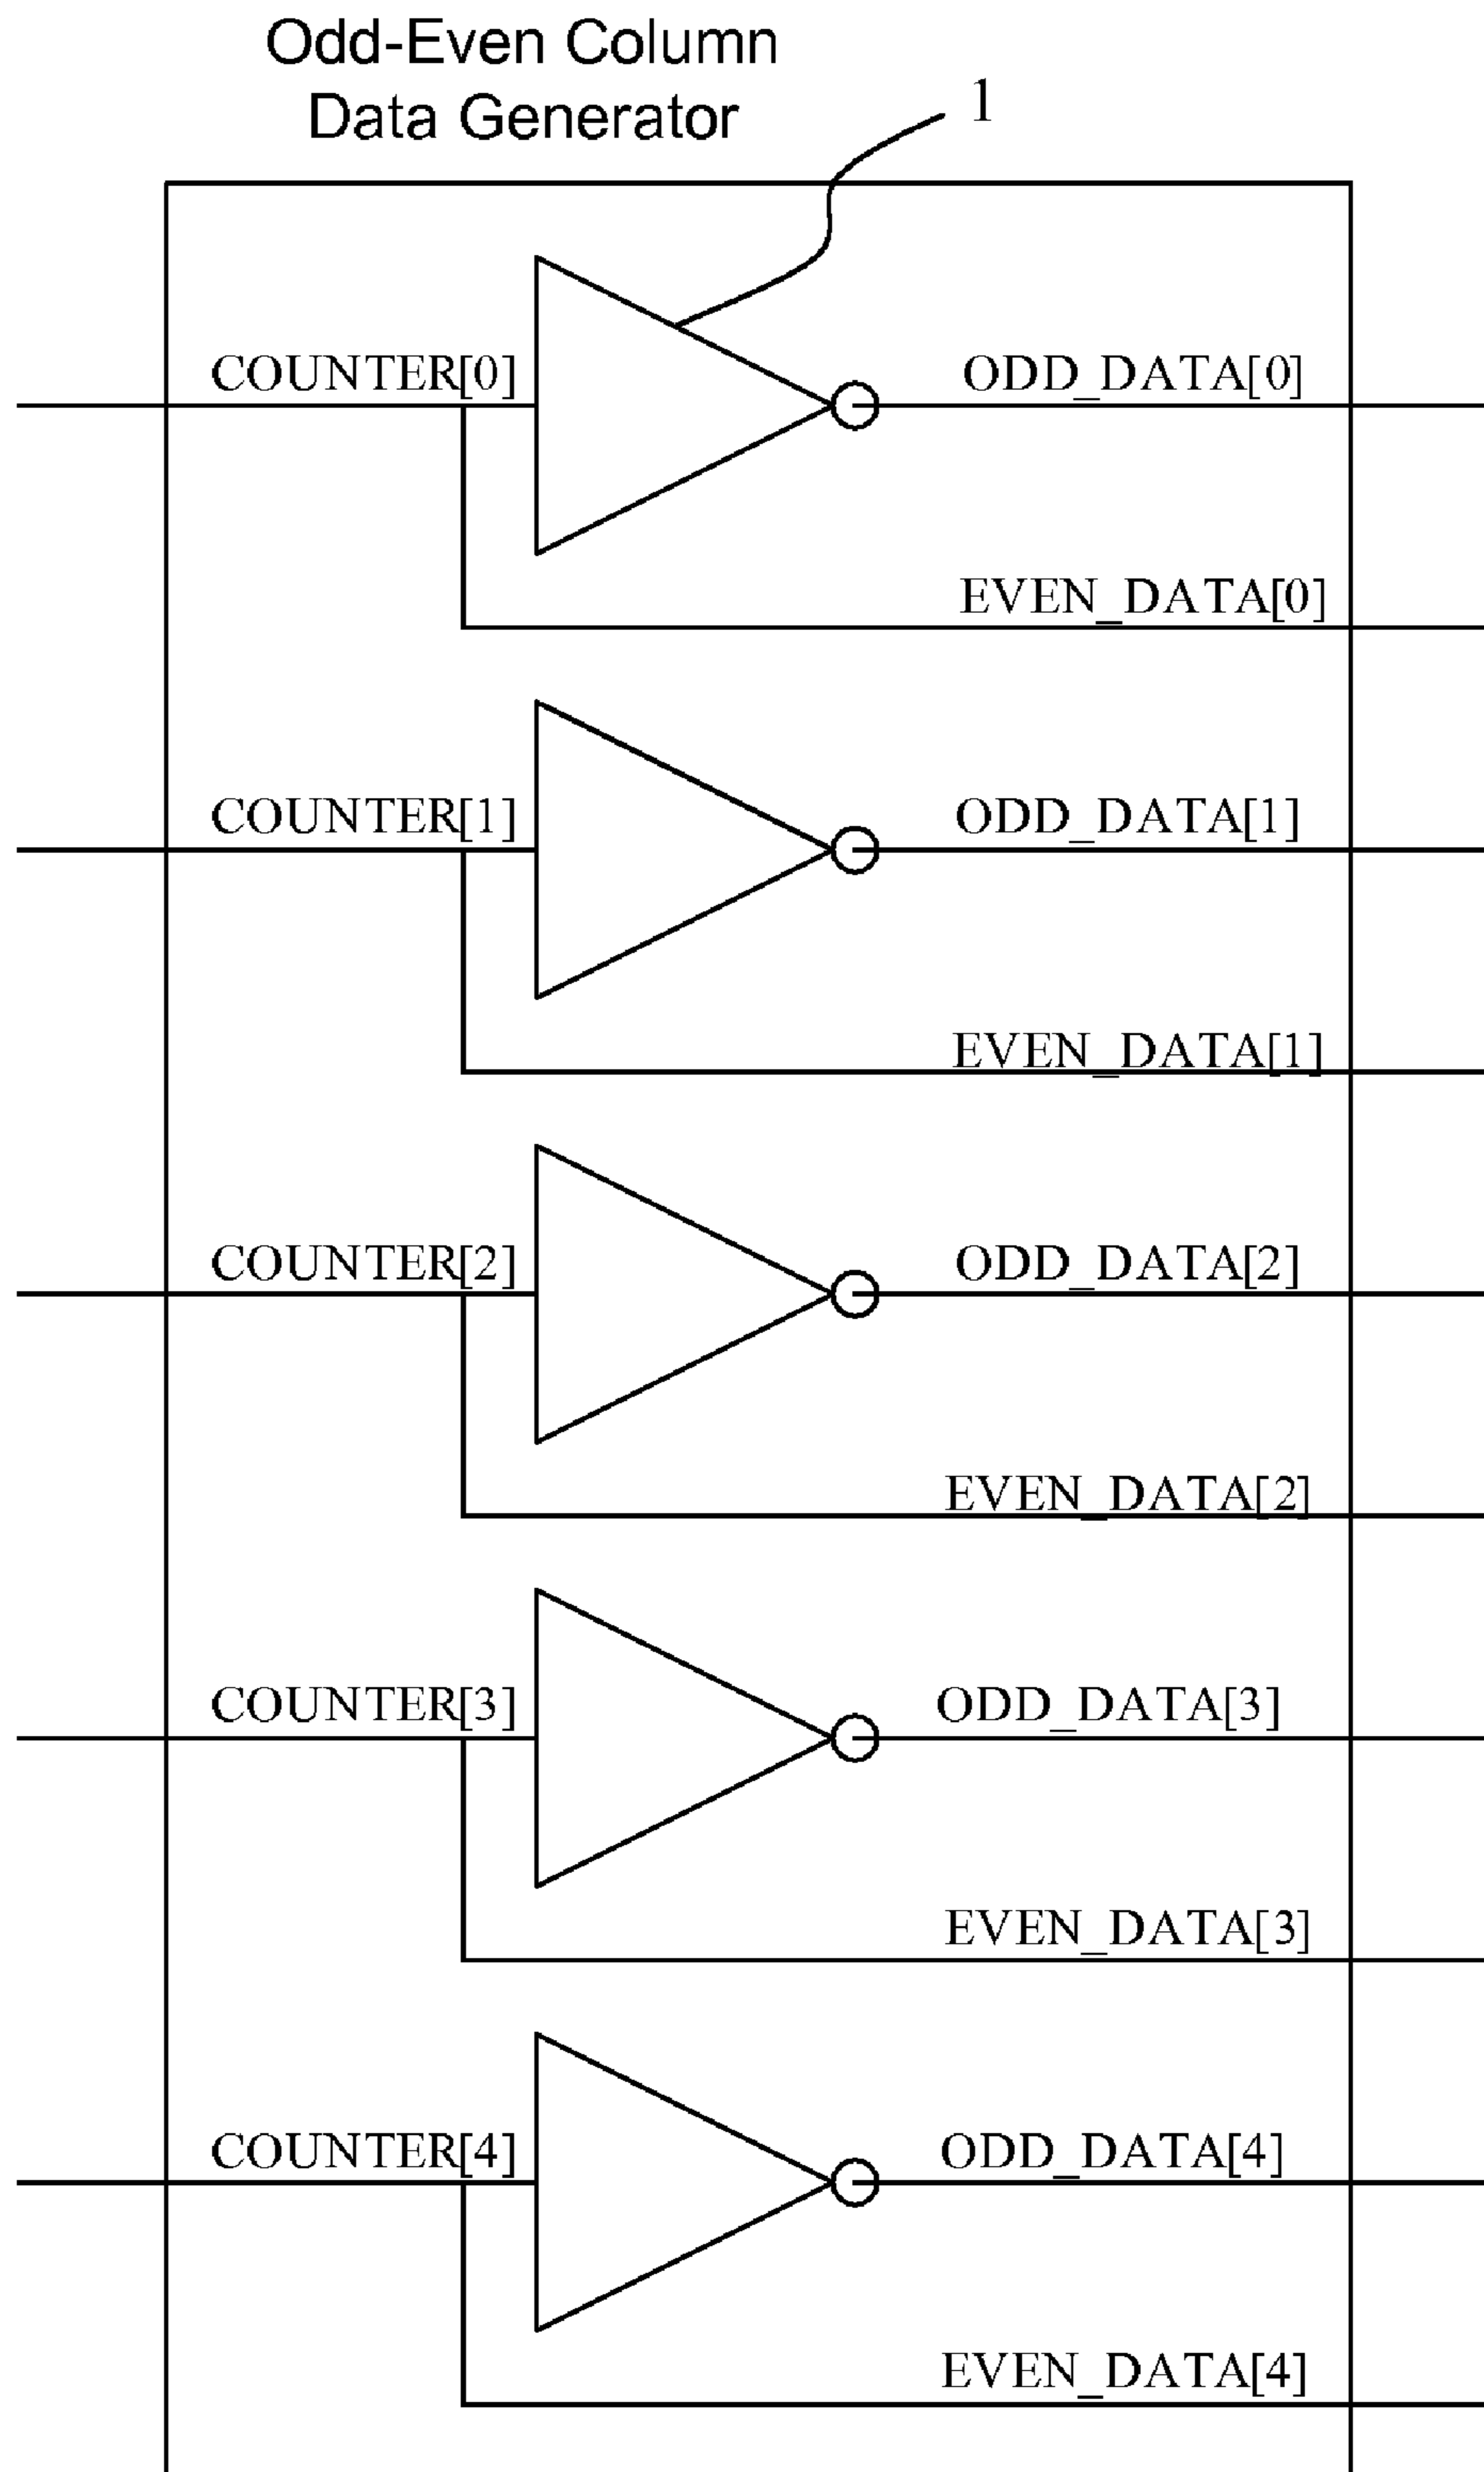 Odd-Even Column
Data Generator
1
COUNTER[0]
ODD_DATA[0]
EVEN_DATA[0]
COUNTER[1]
ODD_DATA[1]
EVEN_DATA[1]
COUNTER[2]
ODD_DATA[2]
EVEN_DATA[2]
COUNTER[3]
ODD_DATA[3]
EVEN_DATA[3]
COUNTER[4]
ODD_DATA[4]
EVEN_DATA[4]